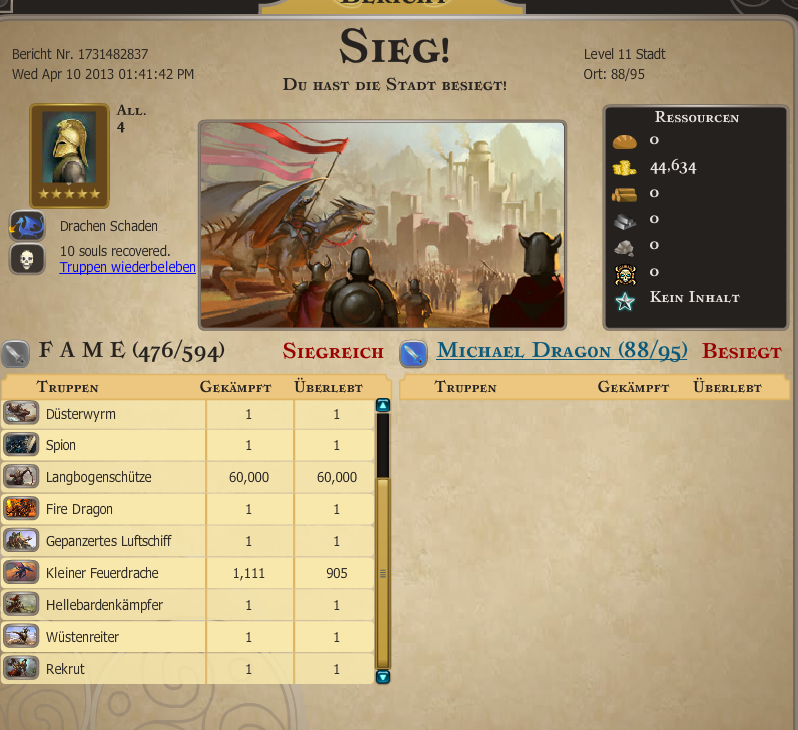 BERICHT
Bericht Nr. 1731482837
Wed Apr 10 2013 01:41:42 PM
SIEG!
DU HAST DIE STADT BESIEGT!
Level 11 Stadt
Ort: 88/95
ALL.
4
Drachen Schaden
10 souls recovered.
Truppen wiederbeleben
RESSOURCEN
0
44,634
0
0
0
0
KEIN INHALT
F A M E (476/594) SIEGREICH
MICHAEL DRAGON (88/95) BESIEGT
TRUPPEN GEKÄMPFT ÜBERLEBT
TRUPPEN GEKÄMPFT ÜBERLEBT
Düsterwyrm 1 1
Spion 1 1
Langbogenschütze 60,000 60,000
Fire Dragon 1 1
Gepanzertes Luftschiff 1 1
Kleiner Feuerdrache 1,111 905
Hellebardenkämpfer 1 1
Wüstenreiter 1 1
Rekrut 1 1